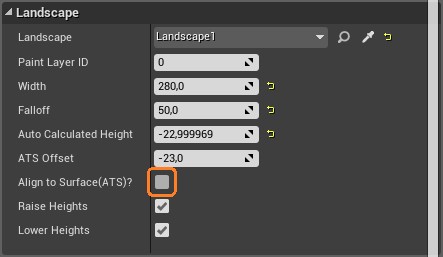 Landscape
Landscape Landscape1
Paint Layer ID 0
Width 280,0
Falloff 50,0
Auto Calculated Height -22,999969
ATS Offset -23,0
Align to Surface(ATS)?
Raise Heights
Lower Heights